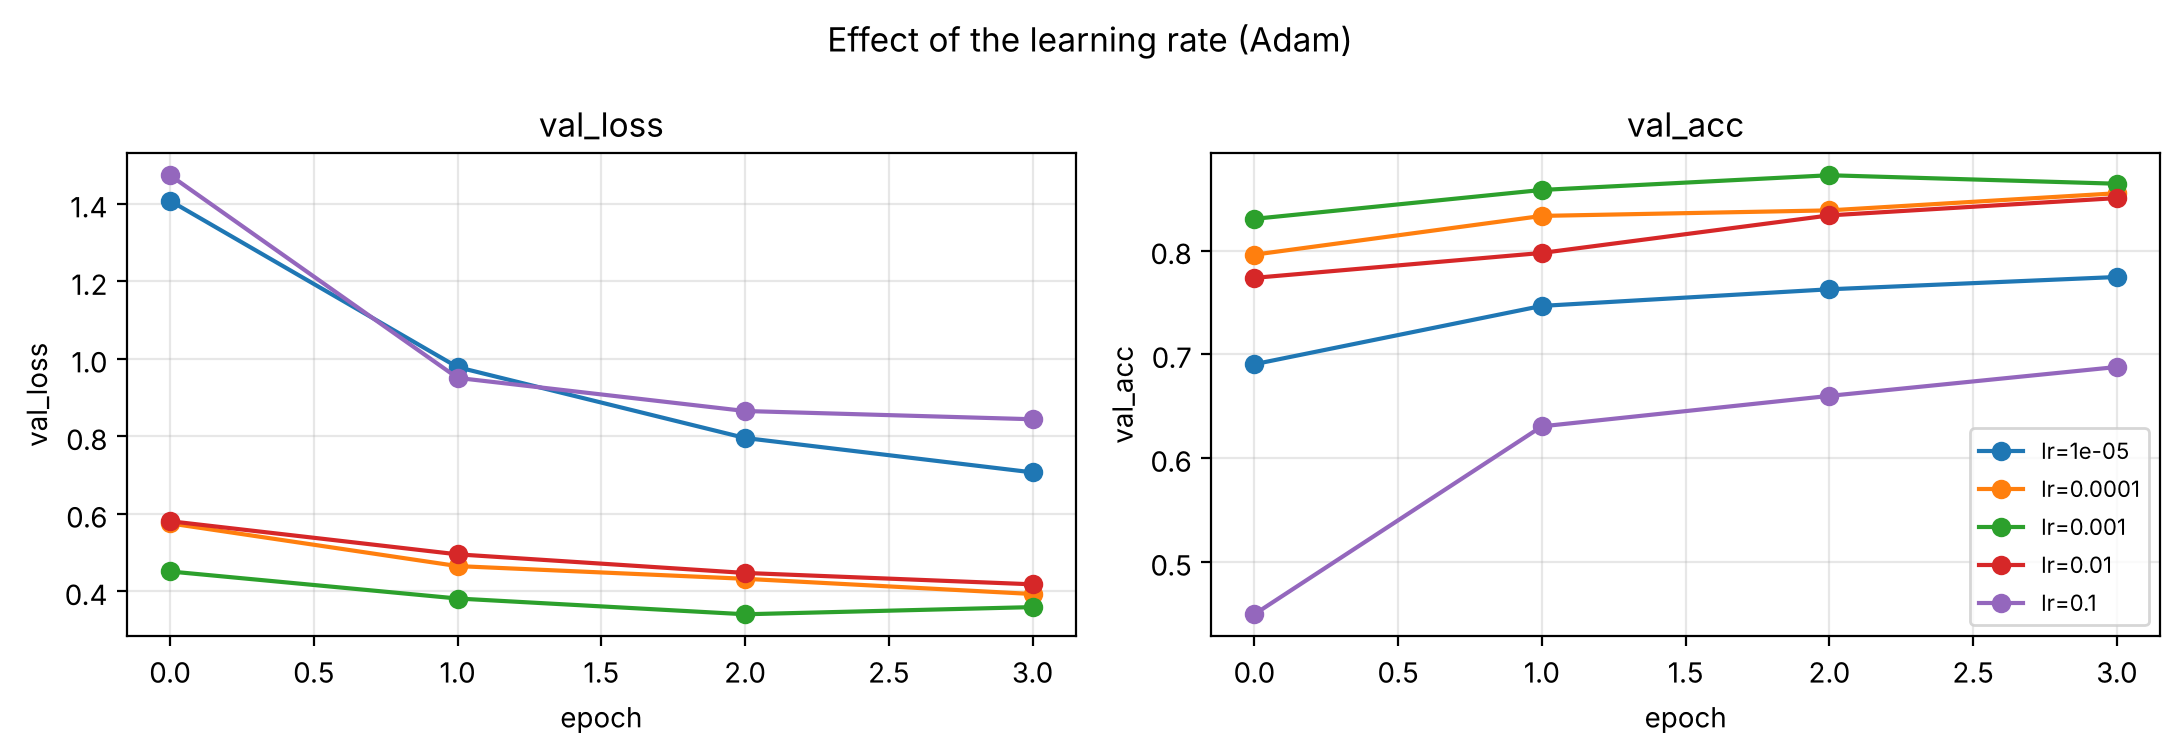 Effect of the learning rate (Adam)
val_loss
val_loss
1.4
1.2
1.0
0.8
0.6
0.4
0.0 0.5 1.0 1.5 2.0 2.5 3.0
epoch
val_acc
val_acc
0.8
0.7
0.6
0.5
0.0 0.5 1.0 1.5 2.0 2.5 3.0
epoch
lr=1e-05
lr=0.0001
lr=0.001
lr=0.01
lr=0.1